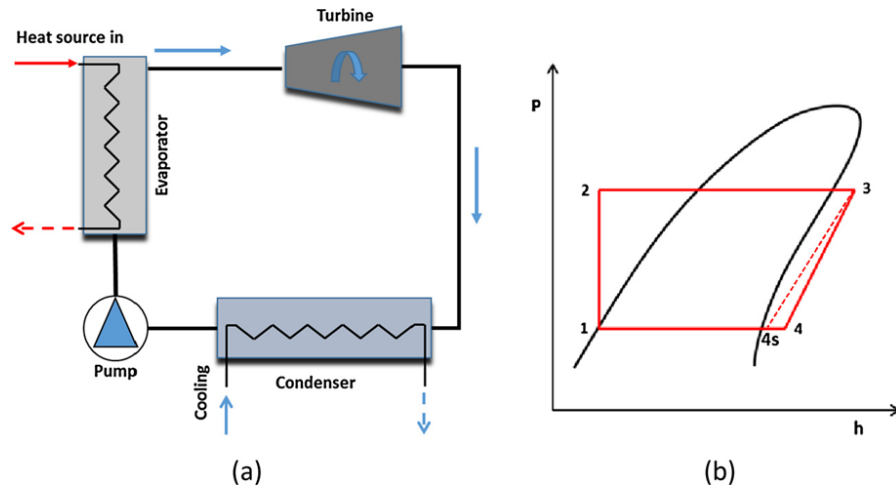 Turbine
Heat source in
Evaporator
Pump
Cooling
Condenser
(a)
P
2
3
1
4s
4
h
(b)